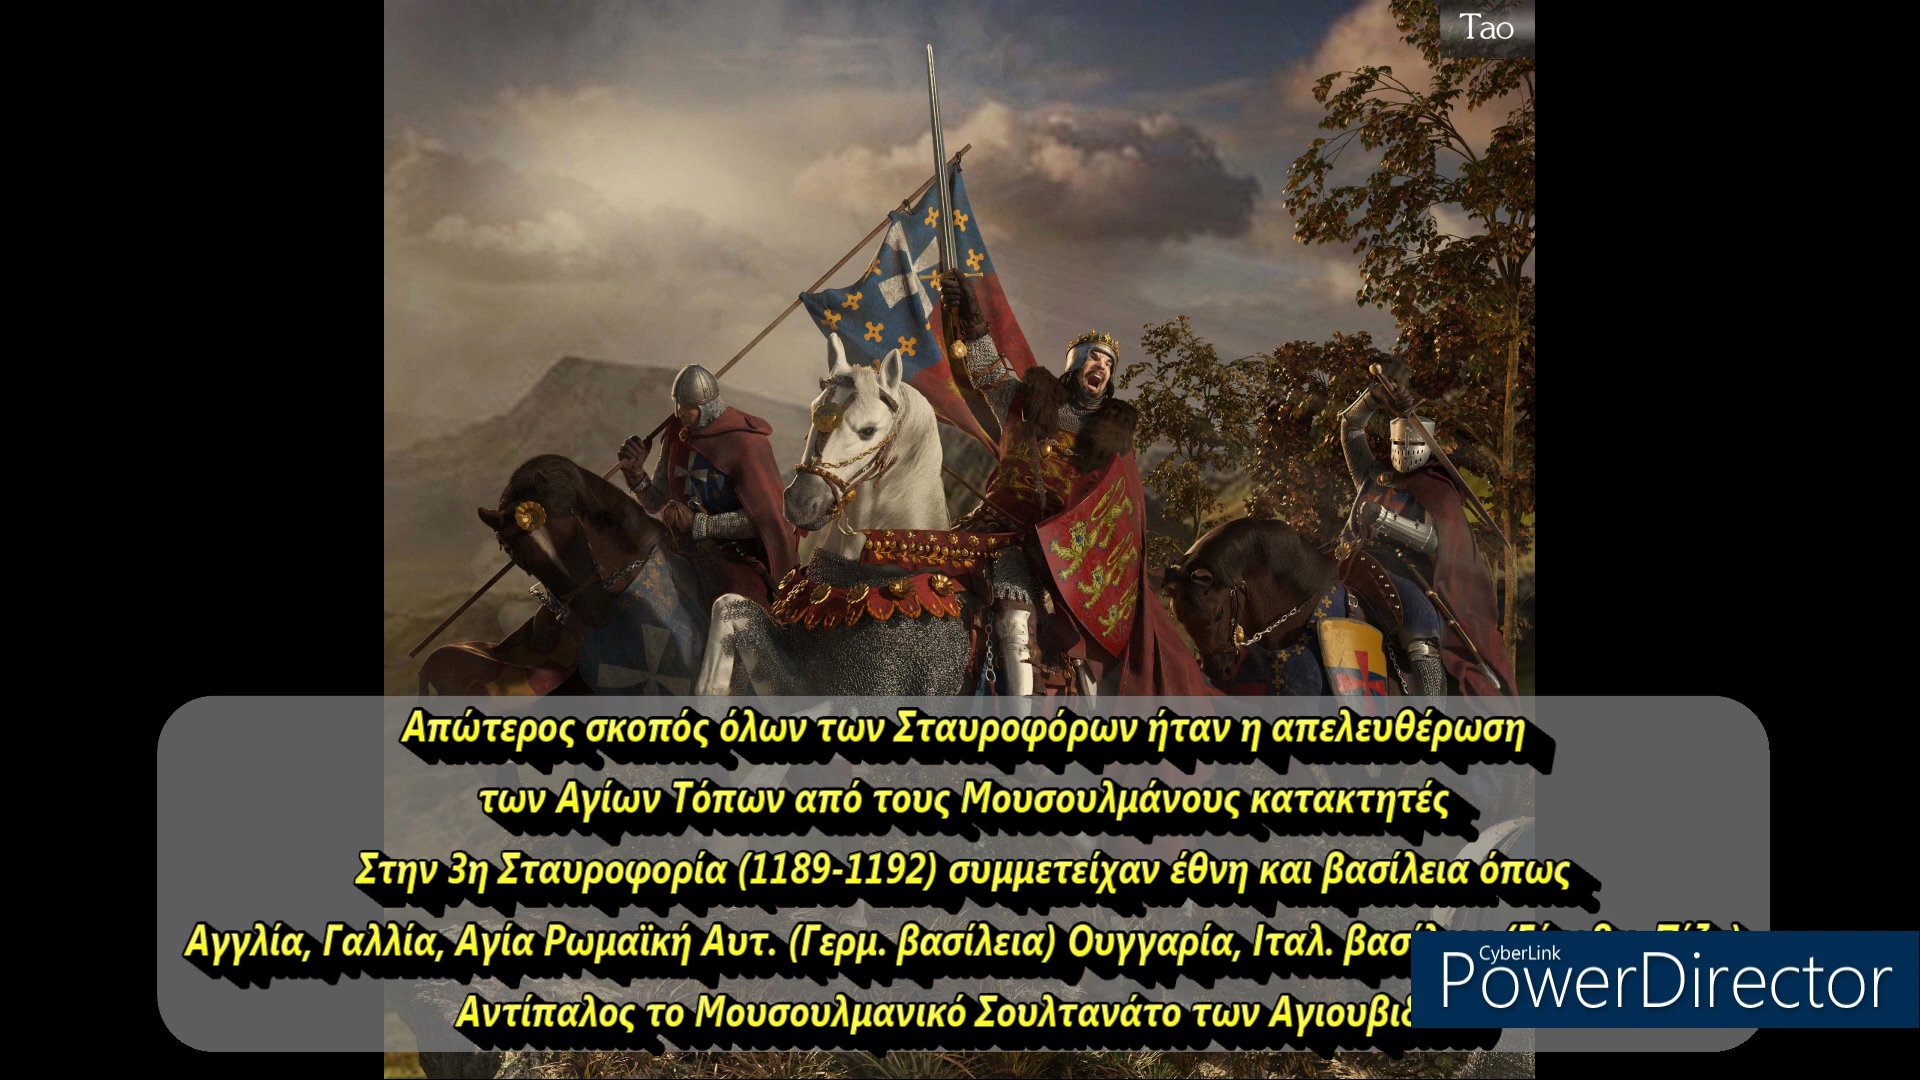 Tao
Απώτερος σκοπός όλων των Σταυροφόρων ήταν η απελευθέρωση
των Αγίων Τόπων από τους Μουσουλμάνους κατακτητές
Στην 3η Σταυροφορία (1189-1192) συμμετείχαν έθνη και βασίλεια όπως
Αγγλία, Γαλλία, Αγία Ρωμαϊκή Αυτ. (Γερμ. βασίλεια) Ουγγαρία, Ιταλ.
Αντίπαλος το Μουσουλμανικό Σουλτανάτο των
CyberLink
PowerDirector